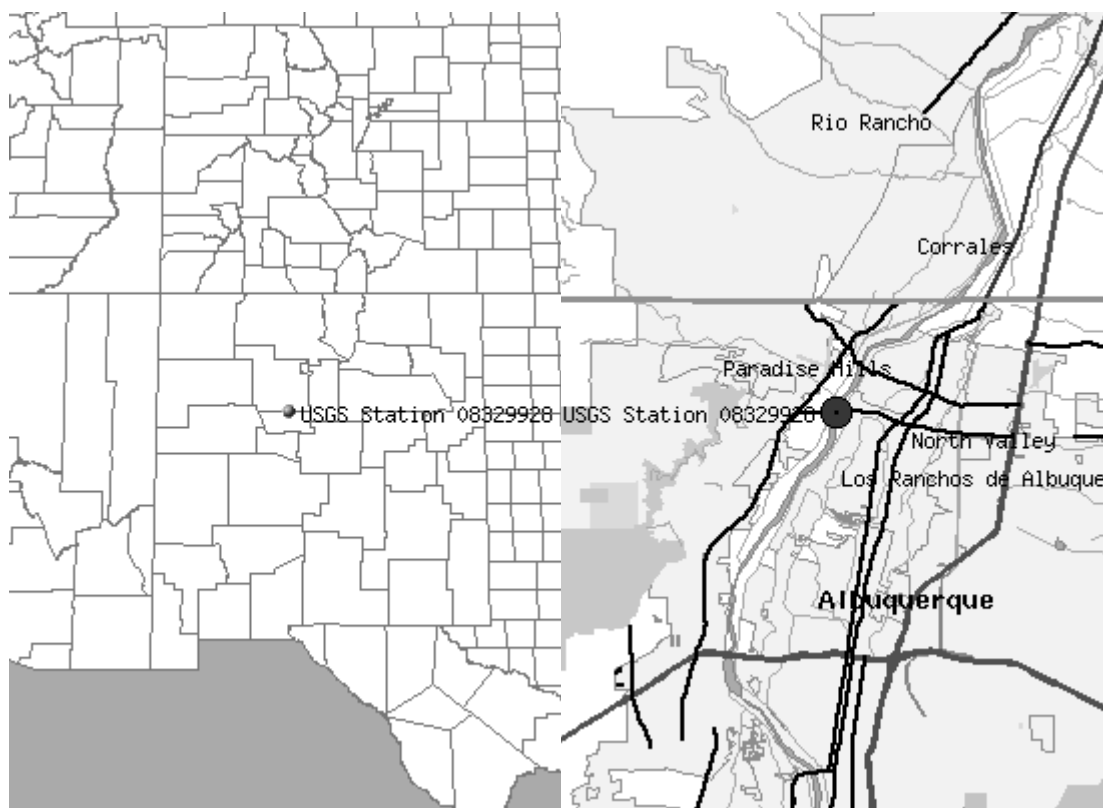 Rio Rancho
Corrales
Paradise Hills
USGS Station 08329928
USGS Station 08329928
North Valley
Los Ranchos de Albuque
Albuquerque